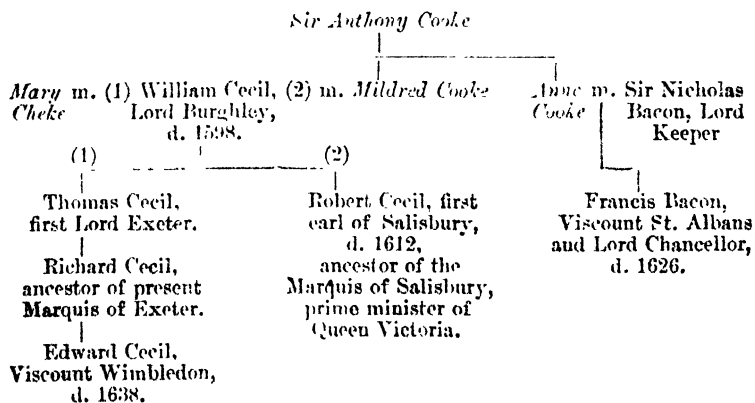 Sir Anthony Cooke
Mary m. (1) William Cecil, (2) m. Mildred Cooke
Cheke Lord Burghley,
d. 1598.
Anne m. Sir Nicholas
Cooke Bacon, Lord
Keeper
(1) (2)
Thomas Cecil,
first Lord Exeter.
Richard Cecil,
ancestor of present
Marquis of Exeter.
Edward Cecil,
Viscount Wimbledon,
d. 1638.
Robert Cecil, first
earl of Salisbury,
d. 1612,
ancestor of the
Marquis of Salisbury,
prime minister of
Queen Victoria.
Francis Bacon,
Viscount St. Albans
and Lord Chancellor,
d. 1626.